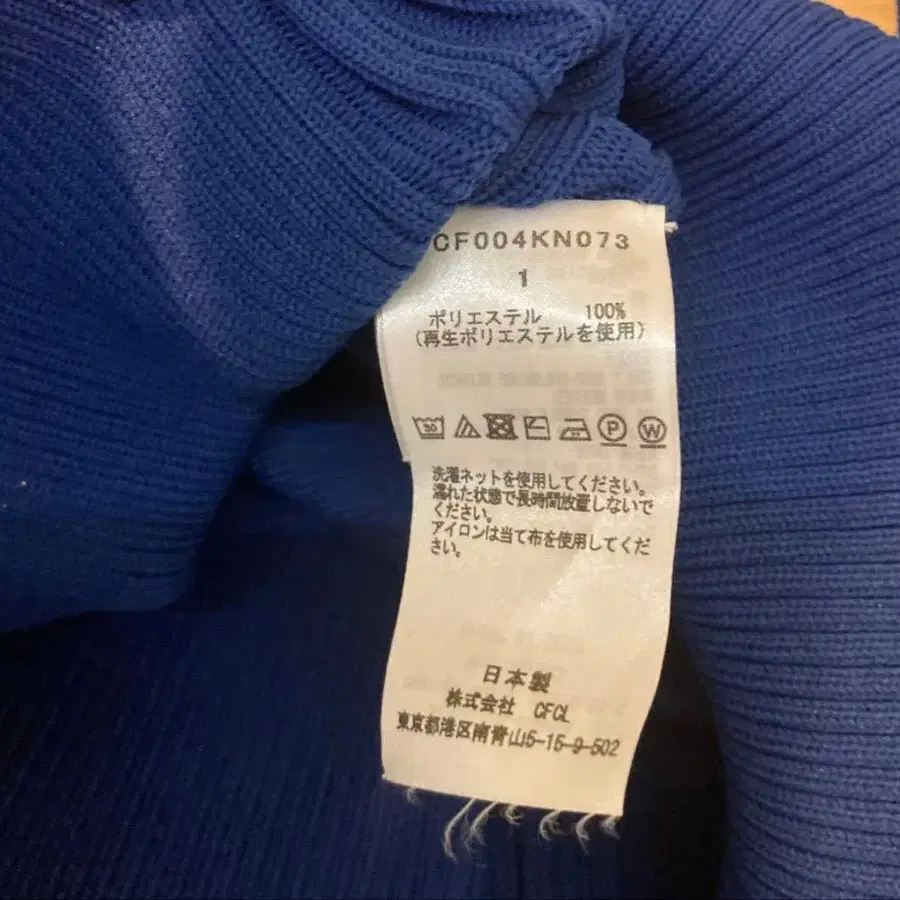 CF004KN073
1
ポリエステル 100%
(再生ポリエステルを使用)
30 P W
洗濯ネットを使用してください。
濡れた状態で長時間放置しないで
ください。
アイロンは当て布を使用してくだ
さい。
日本製
株式会社 CFCL
東京都港区南青山5-15-9-502